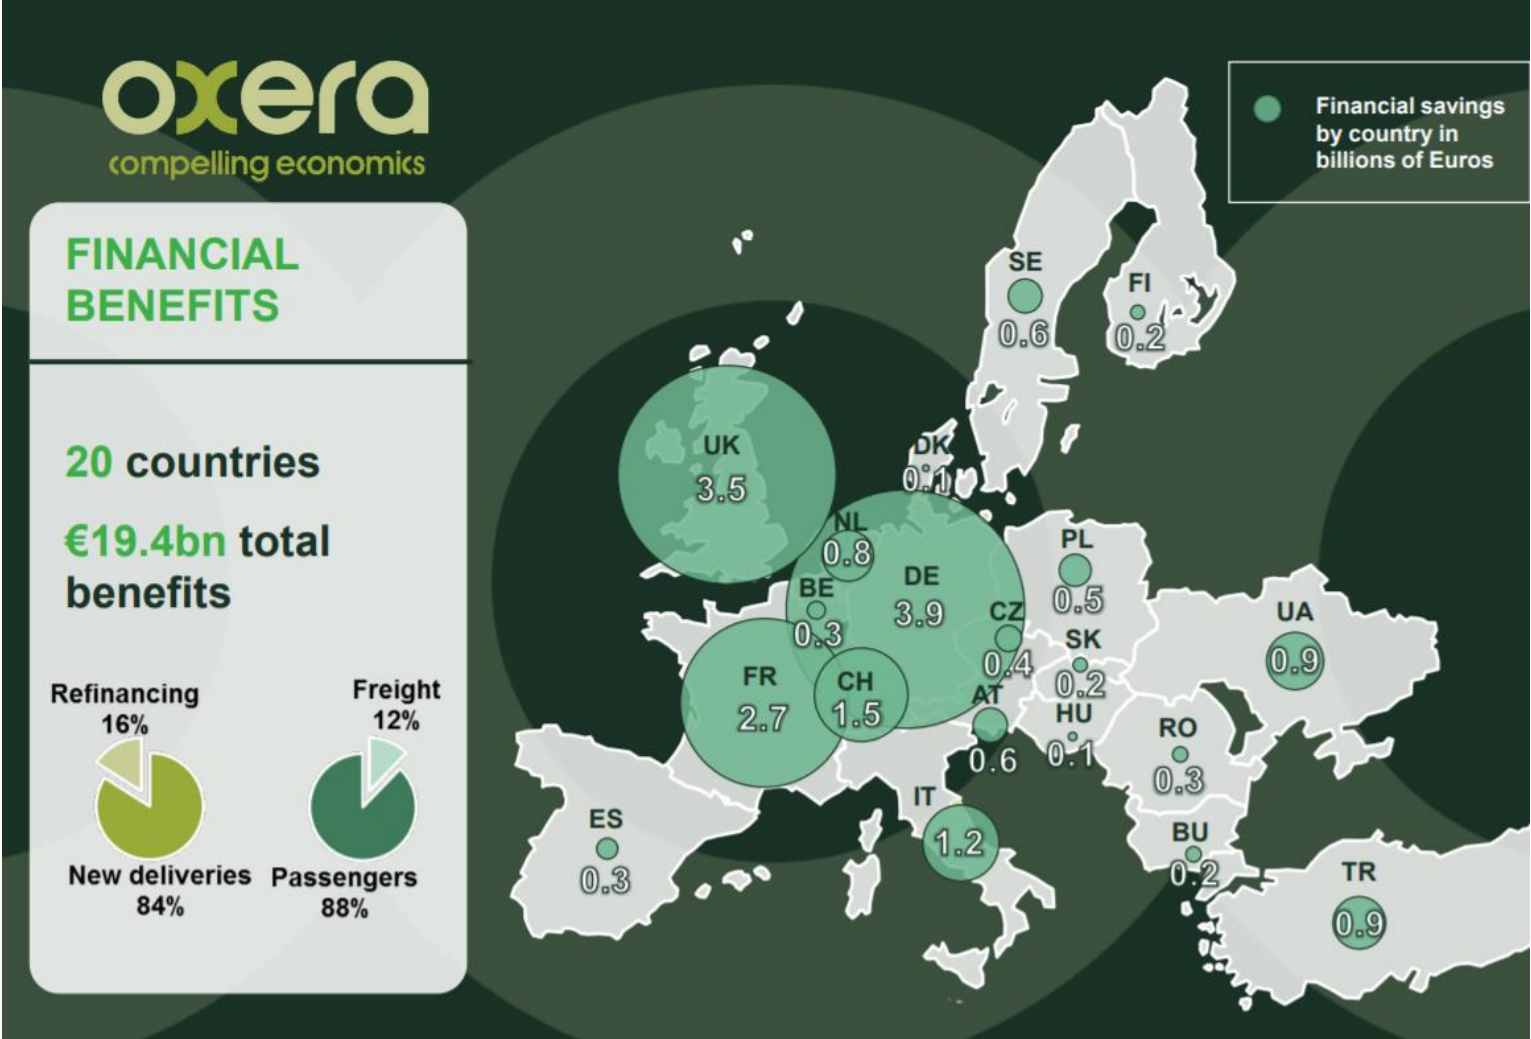 oxera
compelling economics
FINANCIAL
BENEFITS
20 countries
€19.4bn total
benefits
Refinancing
16%
Freight
12%
New deliveries
84%
Passengers
88%
Financial savings
by country in
billions of Euros
SE
0.6
FI
0.2
UK
3.5
DK
0.1
NL
0.8
BE
0.3
DE
3.9
PL
0.5
CZ
0.4
SK
0.2
UA
0.9
FR
2.7
CH
1.5
AT
0.6
HU
0.1
RO
0.3
IT
1.2
ES
0.3
BU
0.2
TR
0.9